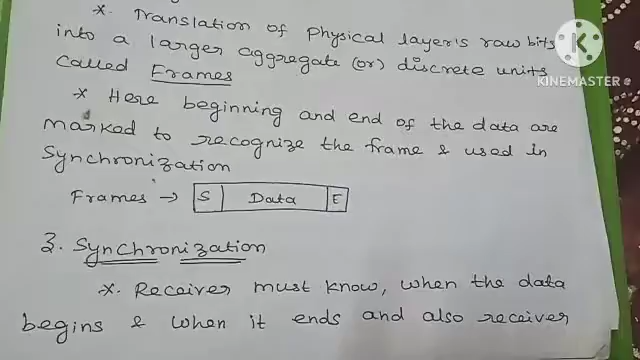 * Translation of Physical layer's raw bits
into a larger aggregate (or) discrete units
called Frames
* Here beginning and end of the data are
marked to recognize the frame & used in
Synchronization
Frames → S Data E
3. Synchronization
* Receiver must know, when the data
begins & when it ends and also receiver
KINEMASTER